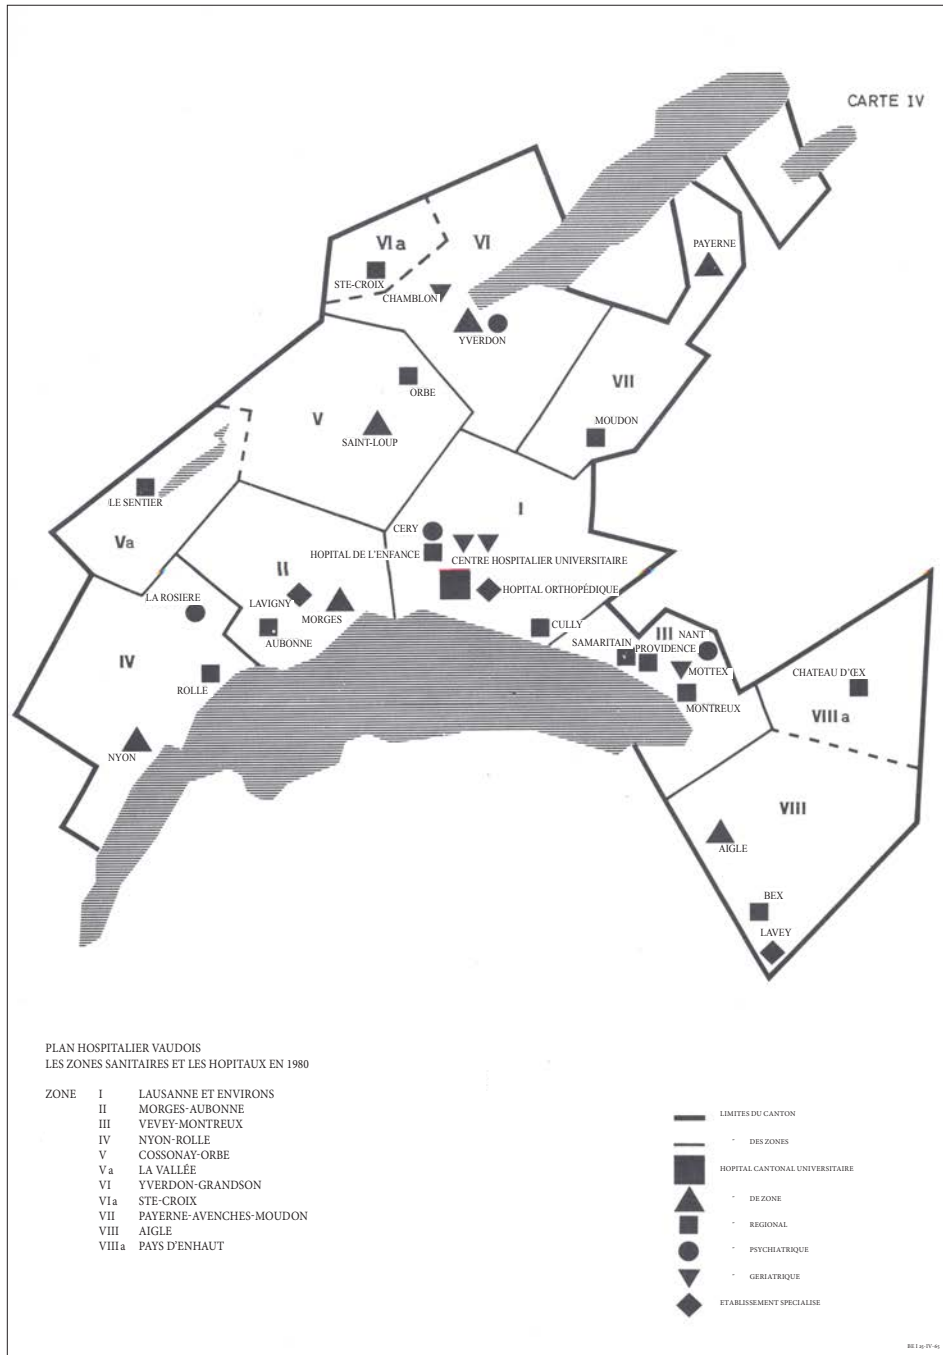 CARTE IV
PAYERNE
VIa
VI
STE-CROIX
CHAMBLON
YVERDON
VII
ORBE
V
MOUDON
SAINT-LOUP
LE SENTIER
I
Va
CERY
HOPITAL DE L'ENFANCE
CENTRE HOSPITALIER UNIVERSITAIRE
II
LA ROSIERE
LAVIGNY
HOPITAL ORTHOPÉDIQUE
MORGES
AUBONNE
CULLY
III
NANT
SAMARITAIN
PROVIDENCE
IV
MOTTEX
CHATEAU D'ŒX
ROLLE
MONTREUX
VIIIa
NYON
VIII
AIGLE
BEX
LAVEY
PLAN HOSPITALIER VAUDOIS
LES ZONES SANITAIRES ET LES HOPITAUX EN 1980
ZONE I LAUSANNE ET ENVIRONS
II MORGES-AUBONNE
III VEVEY-MONTREUX
IV NYON-ROLLE
V COSSONAY-ORBE
Va LA VALLÉE
VI YVERDON-GRANDSON
VIa STE-CROIX
VII PAYERNE-AVENCHES-MOUDON
VIII AIGLE
VIIIa PAYS D'ENHAUT
LIMITES DU CANTON
- DES ZONES
HOPITAL CANTONAL UNIVERSITAIRE
- DE ZONE
- REGIONAL
- PSYCHIATRIQUE
- GERIATRIQUE
ETABLISSEMENT SPECIALISE